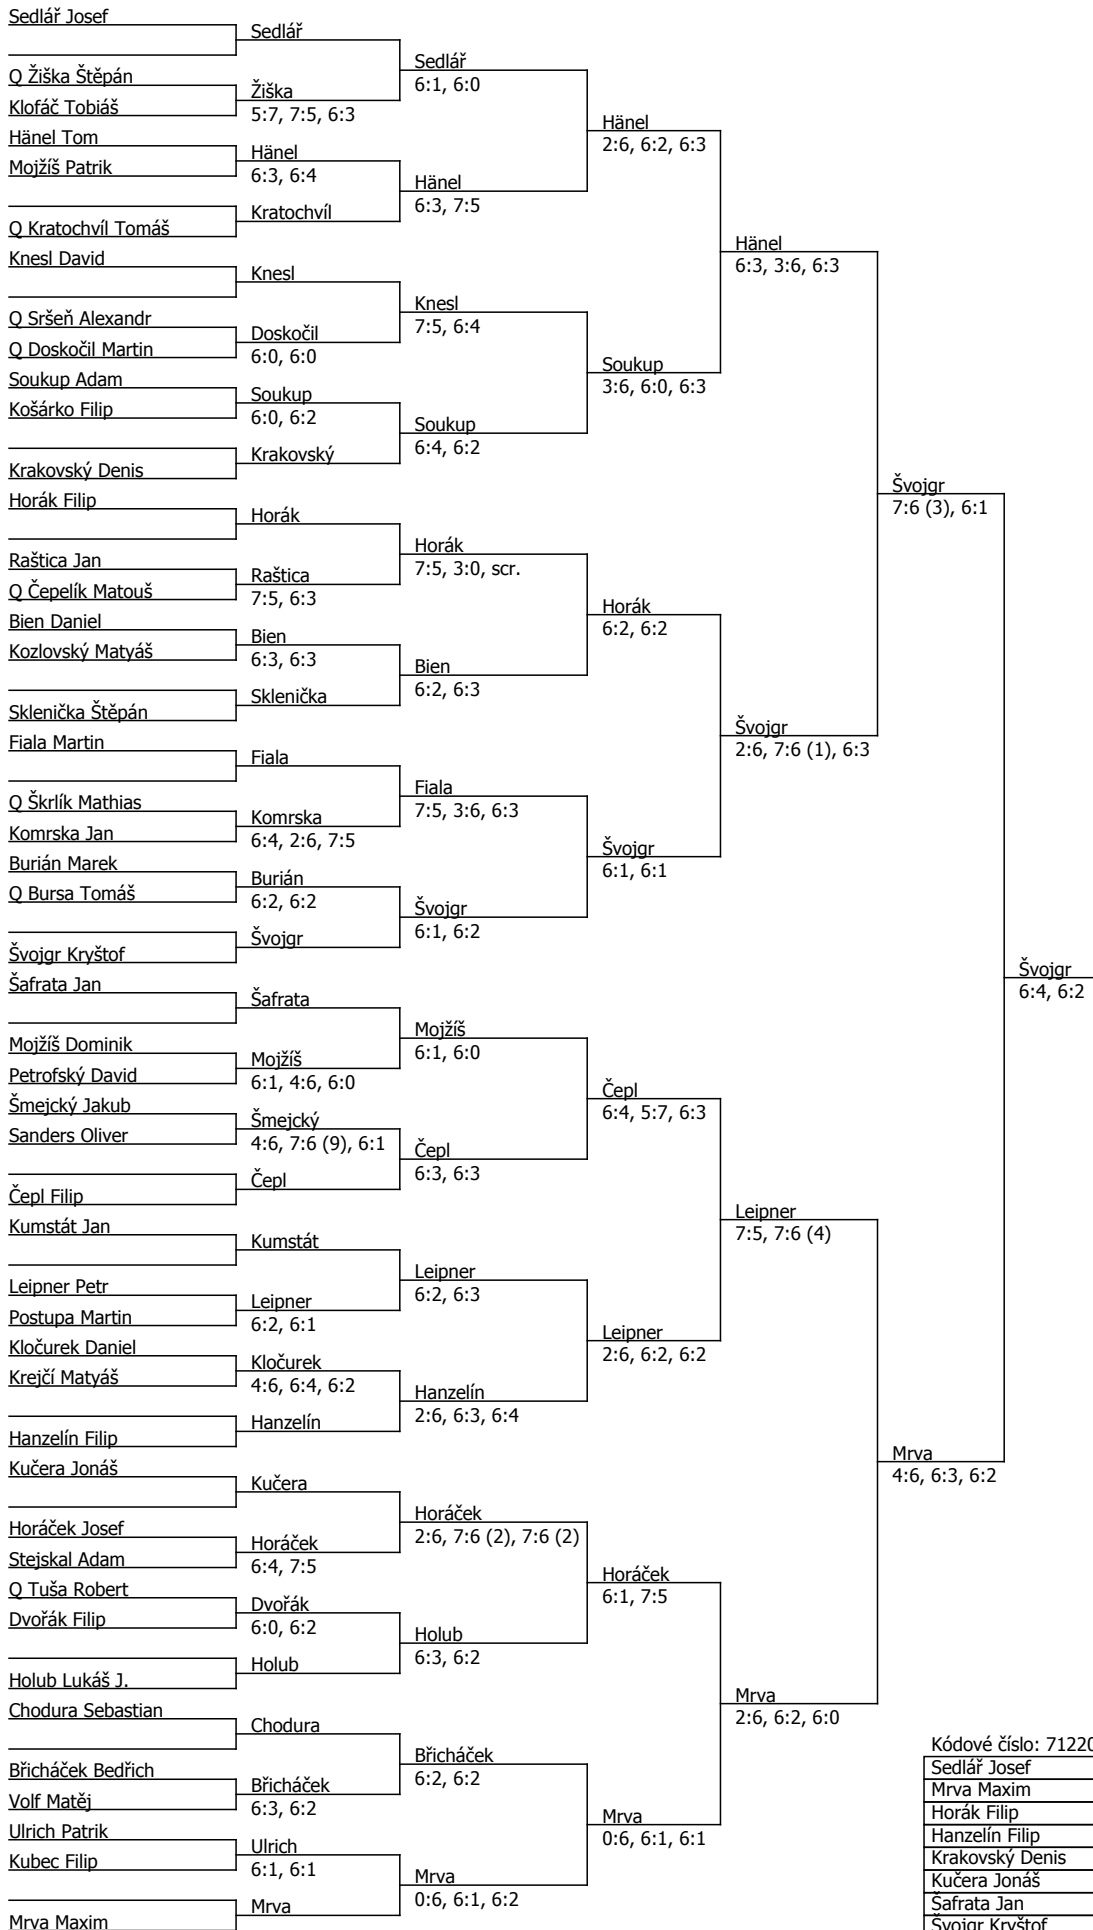 Sedlář Josef
Q Žiška Štěpán
Klofáč Tobiáš
Hänel Tom
Mojžíš Patrik
Q Kratochvíl Tomáš
Knesl David
Q Sršeň Alexandr
Q Doskočil Martin
Soukup Adam
Košárko Filip
Krakovský Denis
Horák Filip
Raštica Jan
Q Čepelík Matouš
Bien Daniel
Kozlovský Matyáš
Sklenička Štěpán
Fiala Martin
Q Škrlík Mathias
Komrska Jan
Burián Marek
Q Bursa Tomáš
Švojgr Kryštof
Šafrata Jan
Mojžíš Dominik
Petrofský David
Šmejcký Jakub
Sanders Oliver
Čepl Filip
Kumstát Jan
Leipner Petr
Postupa Martin
Kločurek Daniel
Krejčí Matyáš
Hanzelín Filip
Kučera Jonáš
Horáček Josef
Stejskal Adam
Q Tuša Robert
Dvořák Filip
Holub Lukáš J.
Chodura Sebastian
Břicháček Bedřich
Volf Matěj
Ulrich Patrik
Kubec Filip
Mrva Maxim
Sedlář
Žiška
5:7, 7:5, 6:3
Hänel
6:3, 6:4
Kratochvíl
Knesl
Doskočil
6:0, 6:0
Soukup
6:0, 6:2
Krakovský
Horák
Raštica
7:5, 6:3
Bien
6:3, 6:3
Sklenička
Fiala
Komrska
6:4, 2:6, 7:5
Burián
6:2, 6:2
Švojgr
Šafrata
Mojžíš
6:1, 4:6, 6:0
Šmejcký
4:6, 7:6 (9), 6:1
Čepl
Kumstát
Leipner
6:2, 6:1
Kločurek
4:6, 6:4, 6:2
Hanzelín
Kučera
Horáček
6:4, 7:5
Dvořák
6:0, 6:2
Holub
Chodura
Břicháček
6:3, 6:2
Ulrich
6:1, 6:1
Mrva
Sedlář
6:1, 6:0
Hänel
6:3, 7:5
Knesl
7:5, 6:4
Soukup
6:4, 6:2
Horák
7:5, 3:0, scr.
Bien
6:2, 6:3
Fiala
7:5, 3:6, 6:3
Švojgr
6:1, 6:2
Mojžíš
6:1, 6:0
Čepl
6:3, 6:3
Leipner
6:2, 6:3
Hanzelín
2:6, 6:3, 6:4
Horáček
2:6, 7:6 (2), 7:6 (2)
Holub
6:3, 6:2
Břicháček
6:2, 6:2
Mrva
0:6, 6:1, 6:2
Hänel
2:6, 6:2, 6:3
Soukup
3:6, 6:0, 6:3
Horák
6:2, 6:2
Švojgr
6:1, 6:1
Čepl
6:4, 5:7, 6:3
Leipner
2:6, 6:2, 6:2
Horáček
6:1, 7:5
Mrva
0:6, 6:1, 6:1
Hänel
6:3, 3:6, 6:3
Švojgr
2:6, 7:6 (1), 6:3
Leipner
7:5, 7:6 (4)
Mrva
2:6, 6:2, 6:0
Švojgr
7:6 (3), 6:1
Mrva
4:6, 6:3, 6:2
Švojgr
6:4, 6:2
Kódové číslo: 71220
Sedlář Josef
Mrva Maxim
Horák Filip
Hanzelín Filip
Krakovský Denis
Kučera Jonáš
Šafrata Jan
Švojgr Kryštof